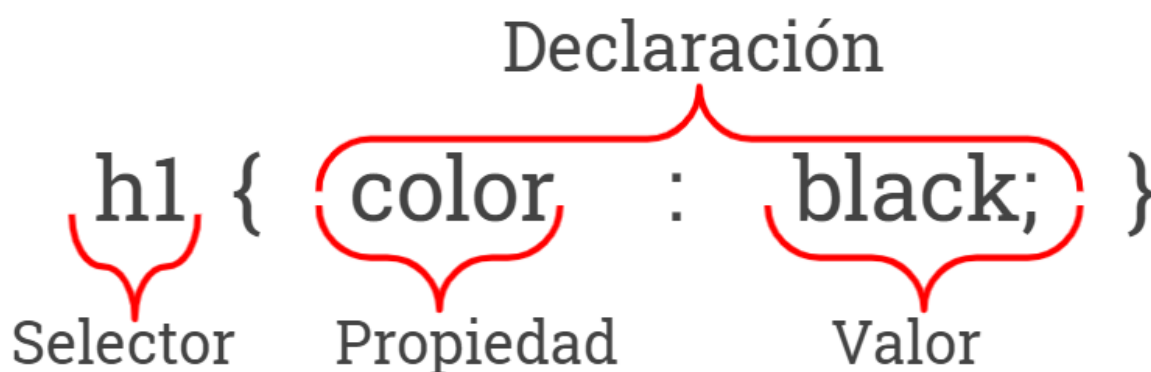 Declaración
h1 { color : black; }
Selector Propiedad Valor